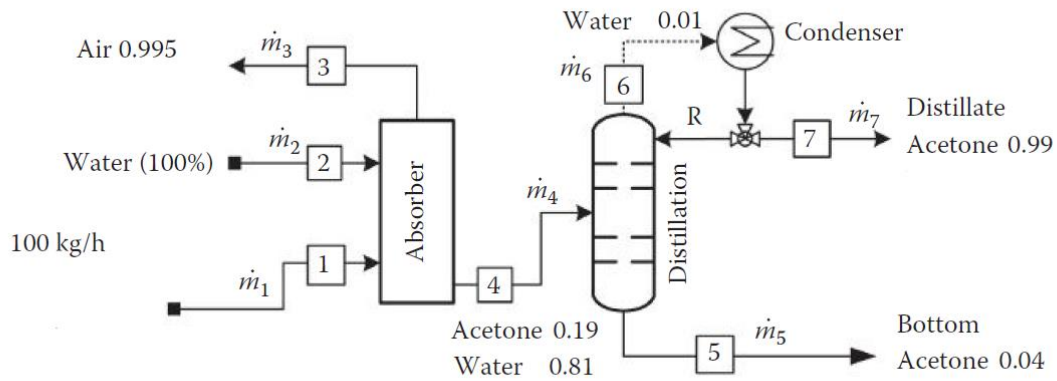 Water 0.01
Condenser
Air 0.995
ṁ3
3
ṁ6
6
R
7
ṁ7
Distillate
Acetone 0.99
Water (100%)
ṁ2
2
Absorber
ṁ4
Distillation
100 kg/h
ṁ1
1
4
Acetone 0.19
Water 0.81
5
ṁ5
Bottom
Acetone 0.04